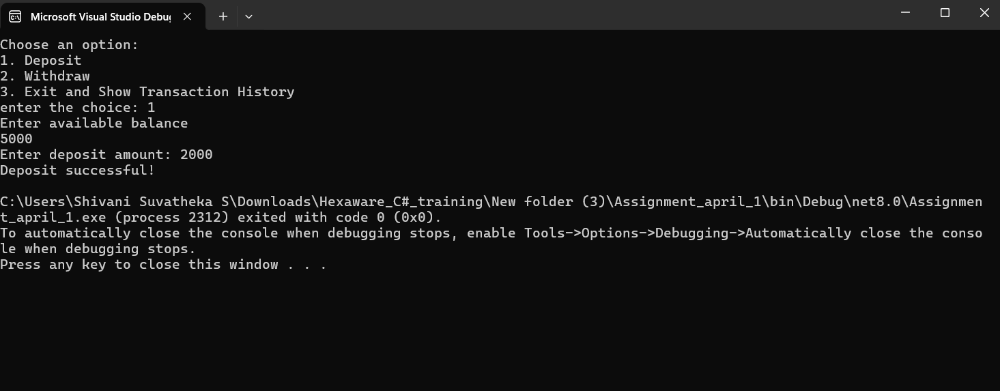 Microsoft Visual Studio Debu
Choose an option:
1. Deposit
2. Withdraw
3. Exit and Show Transaction History
enter the choice: 1
Enter available balance
5000
Enter deposit amount: 2000
Deposit successful!
C:\Users\Shivani Suvatheka S\Downloads\Hexaware_C#_training\New folder (3)\Assignment_april_1\bin\Debug\net8.0\Assignmen
t_april_1.exe (process 2312) exited with code 0 (0x0).
To automatically close the console when debugging stops, enable Tools->Options->Debugging->Automatically close the conso
le when debugging stops.
Press any key to close this window . . .